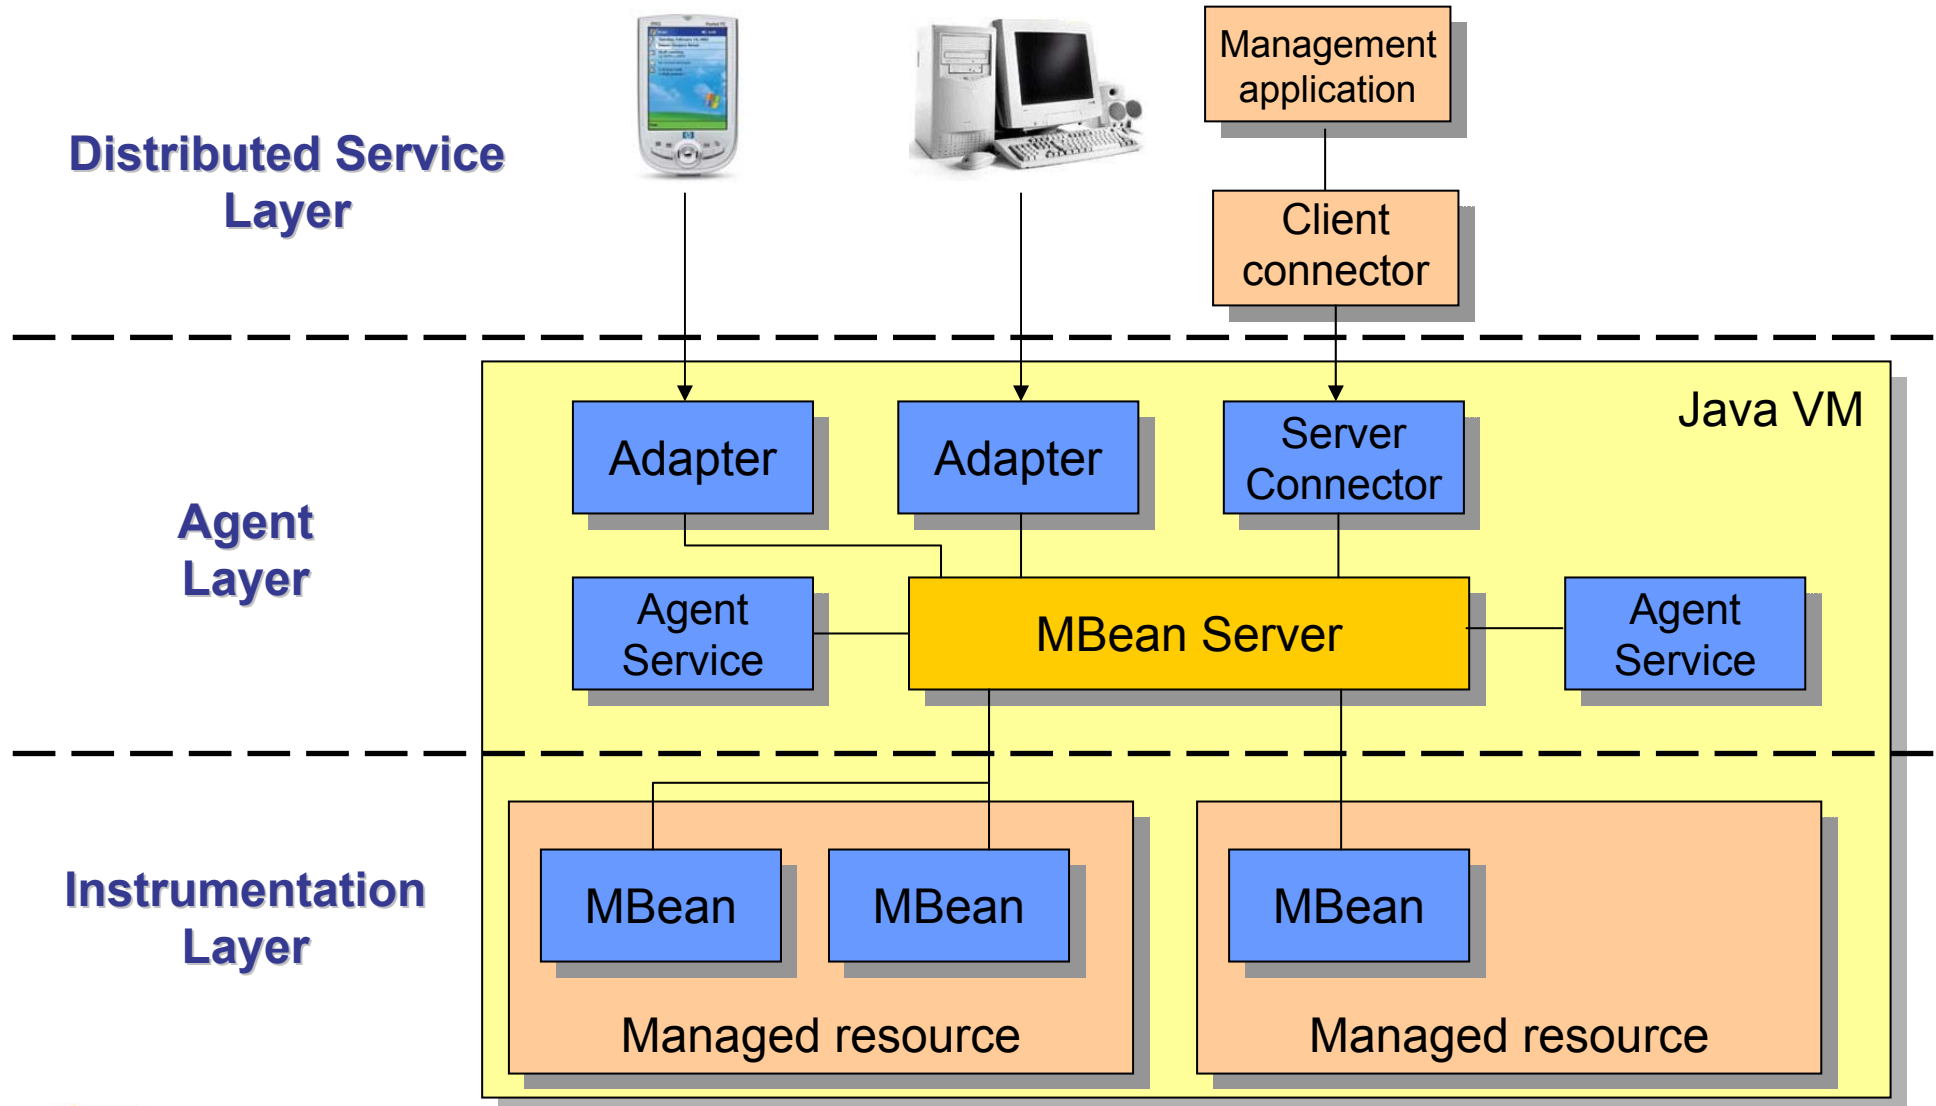 Management
application
Distributed Service
Layer
Client
connector
Java VM
Adapter
Adapter
Server
Connector
Agent
Layer
Agent
Service
MBean Server
Agent
Service
Instrumentation
Layer
MBean
MBean
MBean
Managed resource
Managed resource